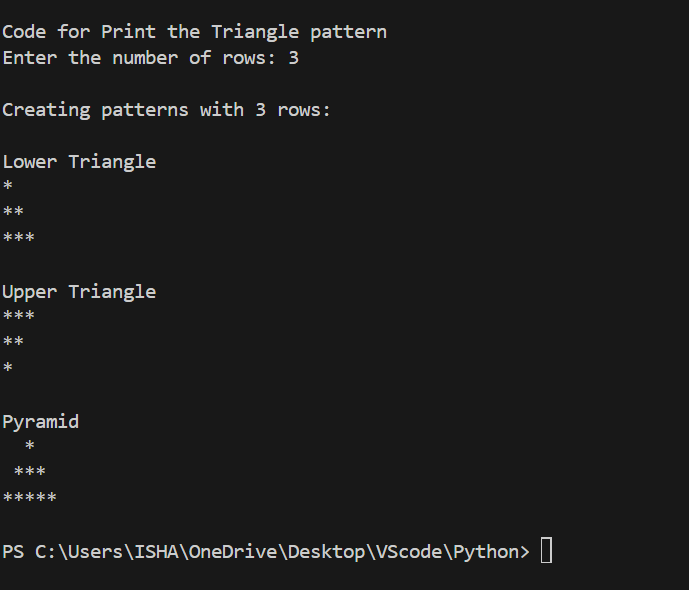 Code for Print the Triangle pattern
Enter the number of rows: 3
Creating patterns with 3 rows:
Lower Triangle
*
**
***
Upper Triangle
***
**
*
Pyramid
  *
 ***
*****
PS C:\Users\ISHA\OneDrive\Desktop\VScode\Python>